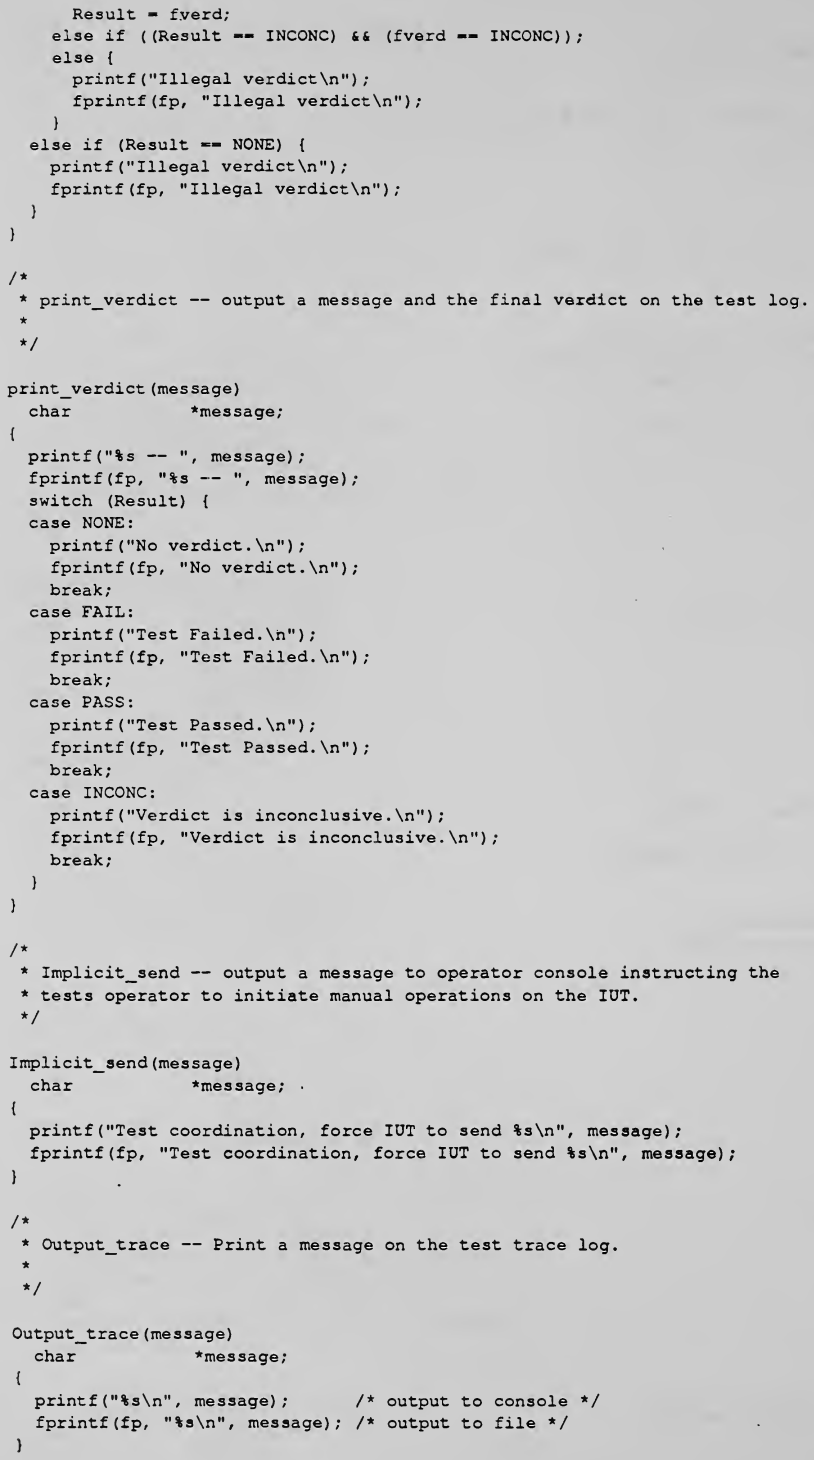 Result = fverd;
    else if ((Result == INCONC) && (fverd == INCONC));
    else {
      printf("Illegal verdict\n");
      fprintf(fp, "Illegal verdict\n");
    }
  else if (Result == NONE) {
    printf("Illegal verdict\n");
    fprintf(fp, "Illegal verdict\n");
  }
}

/*
 * print_verdict -- output a message and the final verdict on the test log.
 *
 */

print_verdict(message)
  char            *message;
{
  printf("%s -- ", message);
  fprintf(fp, "%s -- ", message);
  switch (Result) {
  case NONE:
    printf("No verdict.\n");
    fprintf(fp, "No verdict.\n");
    break;
  case FAIL:
    printf("Test Failed.\n");
    fprintf(fp, "Test Failed.\n");
    break;
  case PASS:
    printf("Test Passed.\n");
    fprintf(fp, "Test Passed.\n");
    break;
  case INCONC:
    printf("Verdict is inconclusive.\n");
    fprintf(fp, "Verdict is inconclusive.\n");
    break;
  }
}

/*
 * Implicit_send -- output a message to operator console instructing the
 * tests operator to initiate manual operations on the IUT.
 */

Implicit_send(message)
  char            *message;
{
  printf("Test coordination, force IUT to send %s\n", message);
  fprintf(fp, "Test coordination, force IUT to send %s\n", message);
}

/*
 * Output_trace -- Print a message on the test trace log.
 *
 */

Output_trace(message)
  char            *message;
{
  printf("%s\n", message);      /* output to console */
  fprintf(fp, "%s\n", message); /* output to file */
}